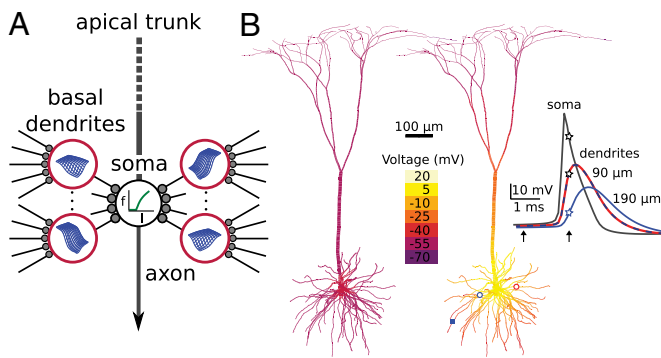 A
apical trunk
basal
dendrites
soma
f
I
axon
B
100 µm
Voltage (mV)
20
5
-10
-25
-40
-55
-70
soma
dendrites
90 µm
190 µm
10 mV
1 ms